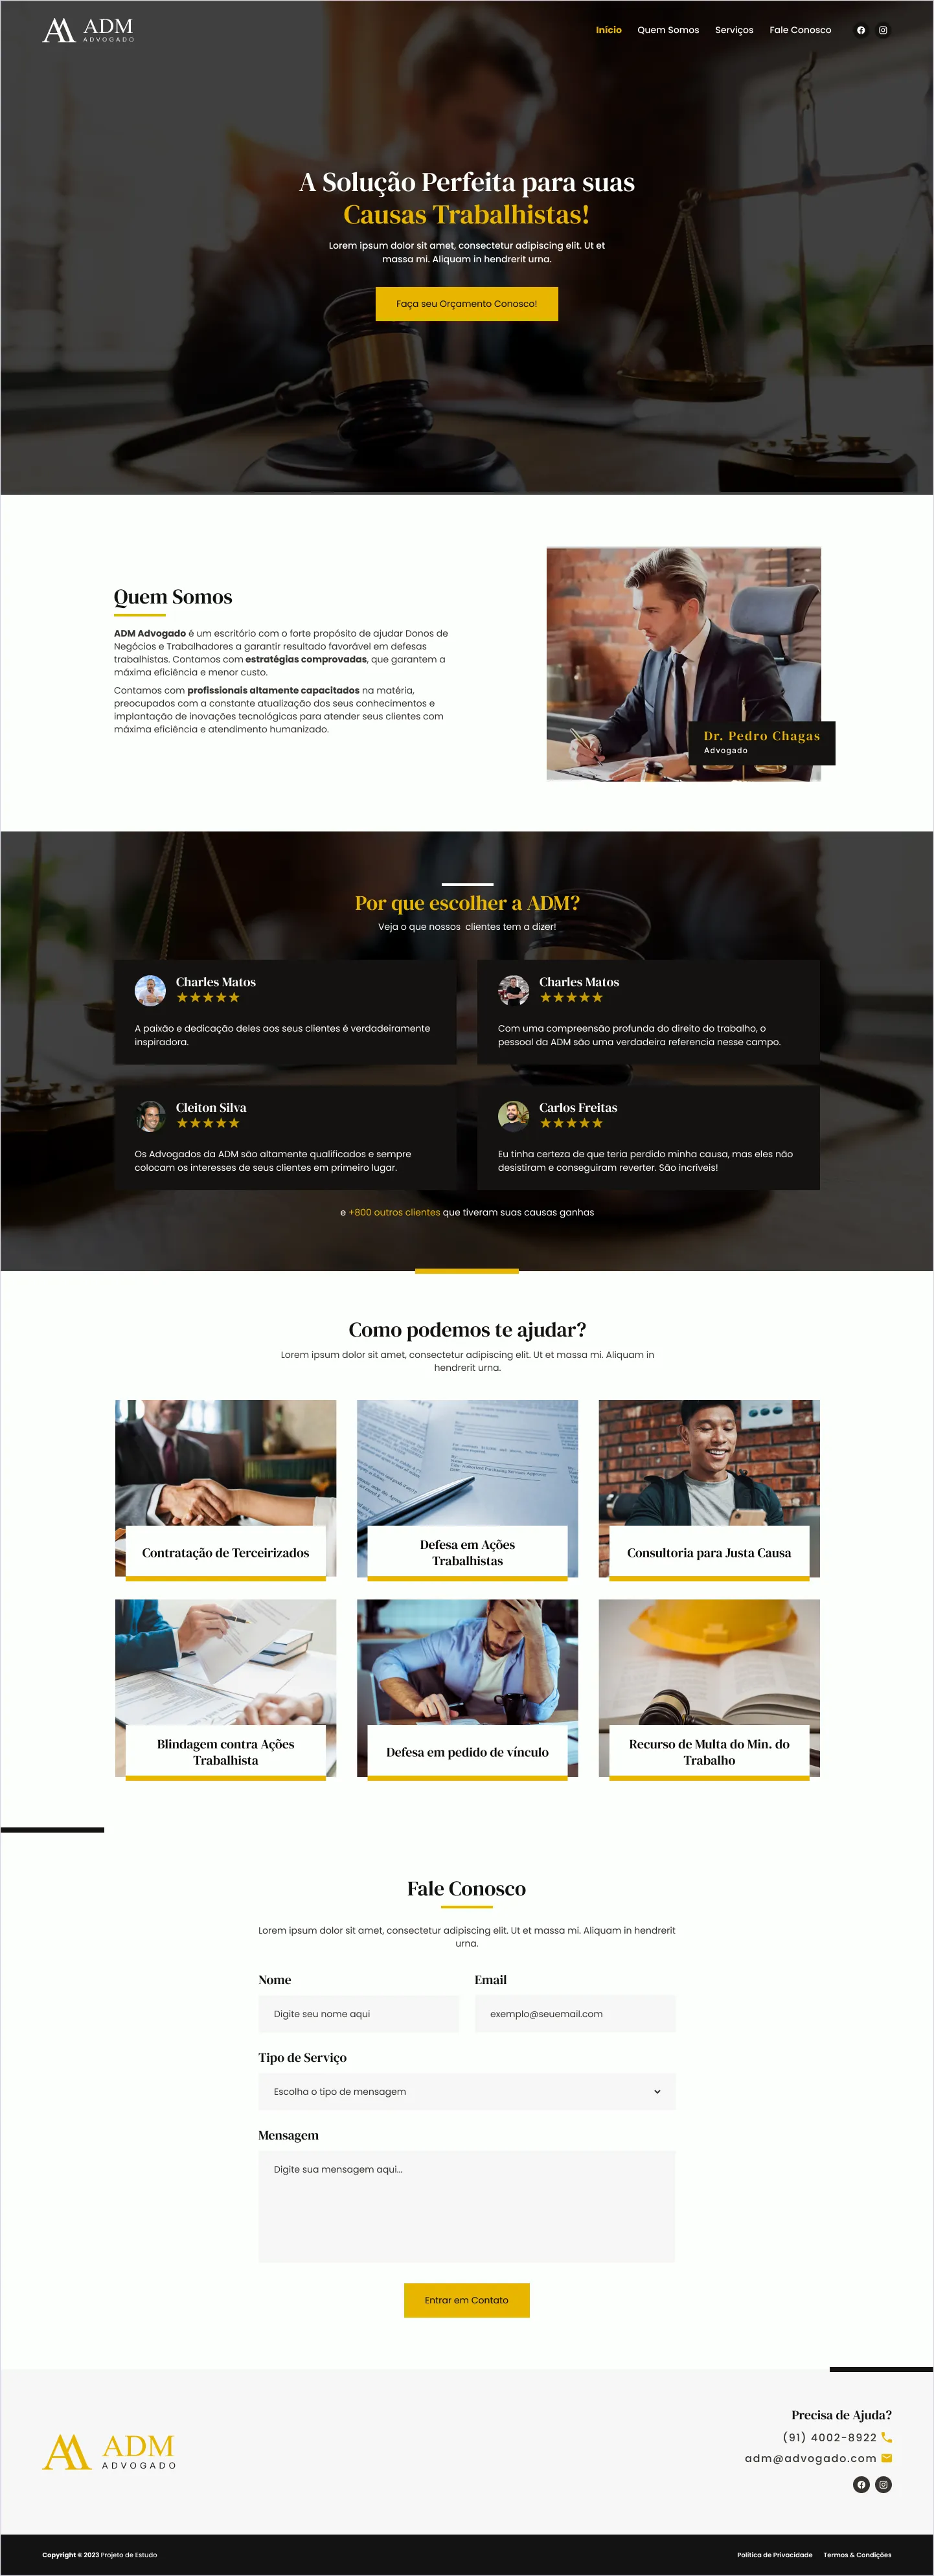 ADM
ADVOGADO
Início Quem Somos Serviços Fale Conosco
A Solução Perfeita para suas
Causas Trabalhistas!
Lorem ipsum dolor sit amet, consectetur adipiscing elit. Ut et
massa mi. Aliquam in hendrerit urna.
Faça seu Orçamento Conosco!
Quem Somos
ADM Advogado é um escritório com o forte propósito de ajudar Donos de
Negócios e Trabalhadores a garantir resultado favorável em defesas
trabalhistas. Contamos com estratégias comprovadas, que garantem a
máxima eficiência e menor custo.
Contamos com profissionais altamente capacitados na matéria,
preocupados com a constante atualização dos seus conhecimentos e
implantação de inovações tecnológicas para atender seus clientes com
máxima eficiência e atendimento humanizado.
Dr. Pedro Chagas
Advogado
Por que escolher a ADM?
Veja o que nossos clientes tem a dizer!
Charles Matos
A paixão e dedicação deles aos seus clientes é verdadeiramente
inspiradora.
Charles Matos
Com uma compreensão profunda do direito do trabalho, o
pessoal da ADM são uma verdadeira referencia nesse campo.
Cleiton Silva
Os Advogados da ADM são altamente qualificados e sempre
colocam os interesses de seus clientes em primeiro lugar.
Carlos Freitas
Eu tinha certeza de que teria perdido minha causa, mas eles não
desistiram e conseguiram reverter. São incríveis!
e +800 outros clientes que tiveram suas causas ganhas
Como podemos te ajudar?
Lorem ipsum dolor sit amet, consectetur adipiscing elit. Ut et massa mi. Aliquam in
hendrerit urna.
Contratação de Terceirizados
Defesa em Ações
Trabalhistas
Consultoria para Justa Causa
Blindagem contra Ações
Trabalhista
Defesa em pedido de vínculo
Recurso de Multa do Min. do
Trabalho
Fale Conosco
Lorem ipsum dolor sit amet, consectetur adipiscing elit. Ut et massa mi. Aliquam in hendrerit
urna.
Nome
Digite seu nome aqui
Email
exemplo@seuemail.com
Tipo de Serviço
Escolha o tipo de mensagem
Mensagem
Digite sua mensagem aqui...
Entrar em Contato
ADM
ADVOGADO
Precisa de Ajuda?
(91) 4002-8922
adm@advogado.com
Copyright © 2023 Projeto de Estudo
Política de Privacidade Termos & Condições